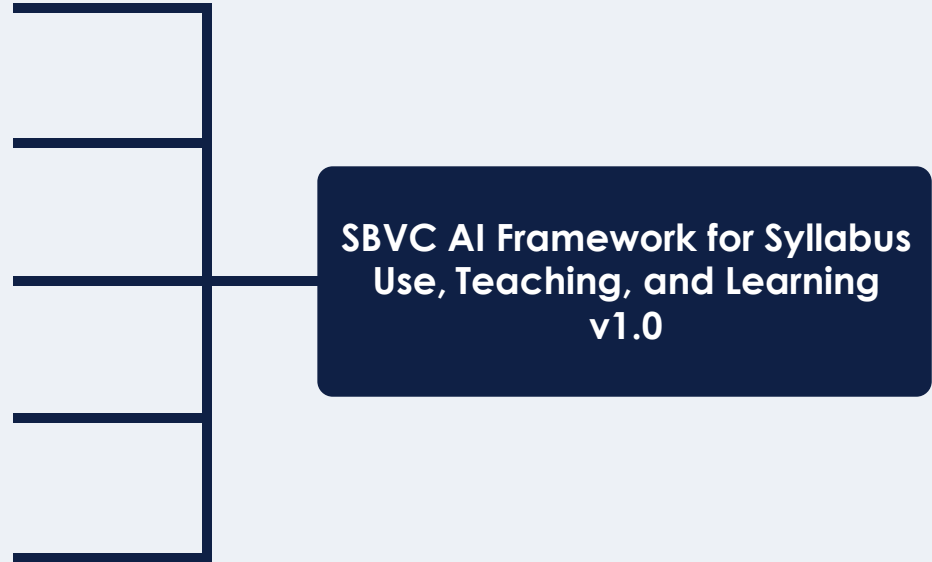 SBVC AI Framework for Syllabus
Use, Teaching, and Learning
v1.0